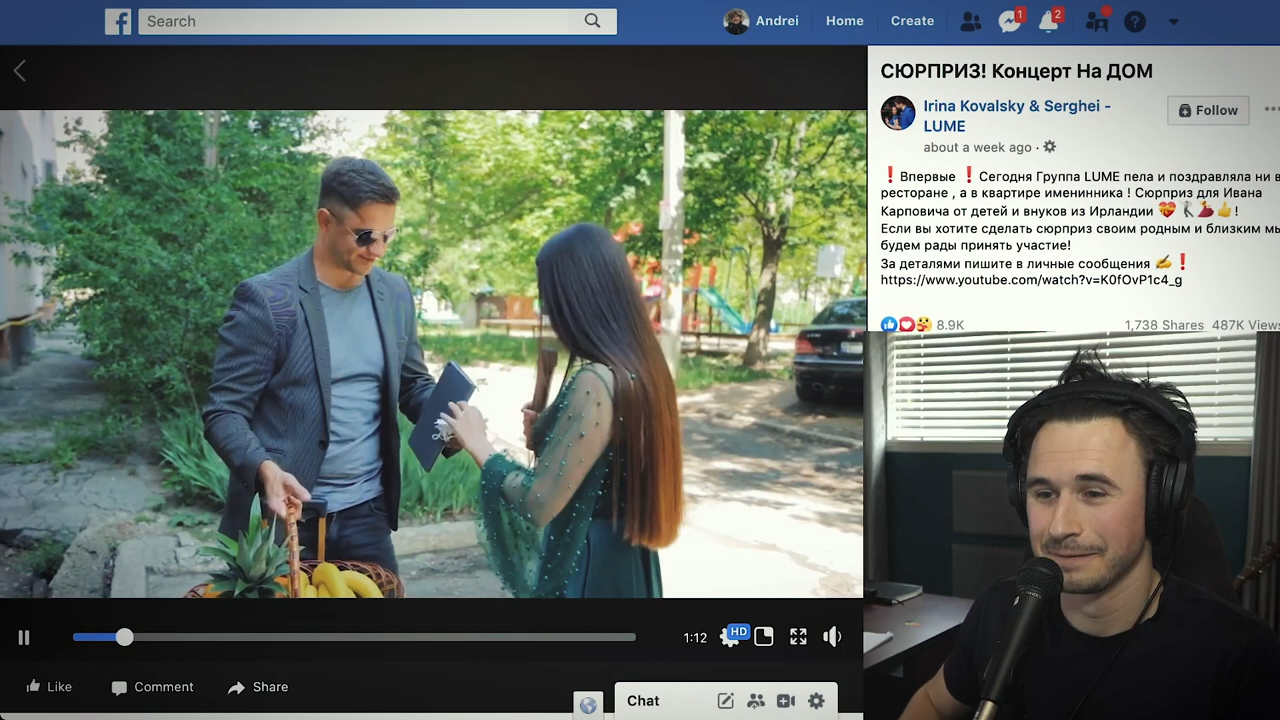 f
Search
Andrei
Home
Create
1
2
СЮРПРИЗ! Концерт На ДОМ
Irina Kovalsky & Serghei -
LUME
Follow
about a week ago ·
❗Впервые ❗Сегодня Группа LUME пела и поздравляла ни в
ресторане , а в квартире именинника ! Сюрприз для Ивана
Карповича от детей и внуков из Ирландии 💝🕺💃👍 !
Если вы хотите сделать сюрприз своим родным и близким мы
будем рады принять участие!
За деталями пишите в личные сообщения ✍️❗
https://www.youtube.com/watch?v=K0fOvP1c4_g
8.9K
1,738 Shares 487K Views
1:12
HD
Like
Comment
Share
Chat